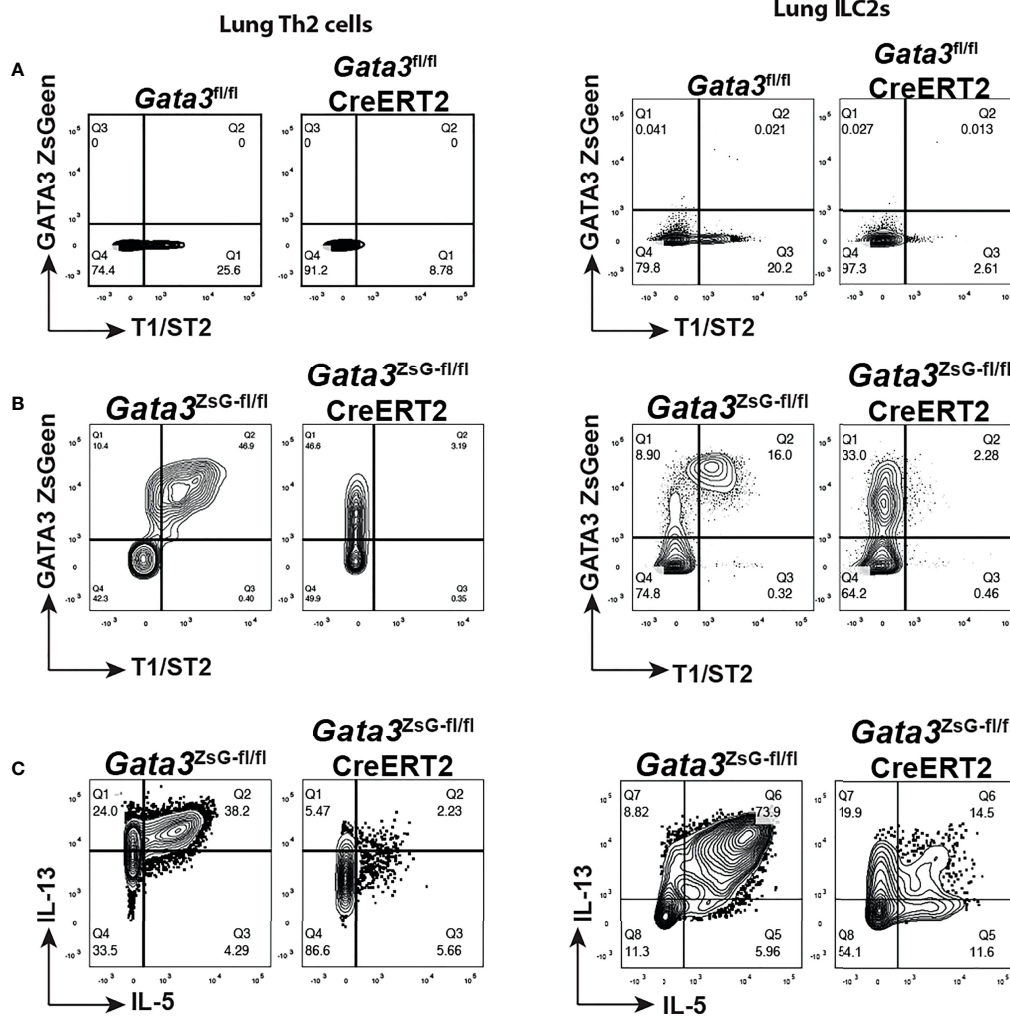 Lung Th2 cells
Lung ILC2s
A
GATA3 ZsGeen
Gata3fl/fl
Gata3fl/fl
CreERT2
Q3
0
Q2
0
Q4
74.4
Q1
25.6
Q3
0
Q2
0
Q4
91.2
Q1
8.78
T1/ST2
GATA3 ZsGeen
Gata3fl/fl
Gata3fl/fl
CreERT2
Q1
0.041
Q2
0.021
Q4
79.8
Q3
20.2
Q1
0.027
Q2
0.013
Q4
97.3
Q3
2.61
T1/ST2
B
GATA3 ZsGeen
Gata3ZsG-fl/fl
Gata3ZsG-fl/fl
CreERT2
Q1
10.4
Q2
46.9
Q4
42.3
Q3
0.40
Q1
46.6
Q2
3.19
Q4
49.9
Q3
0.35
T1/ST2
GATA3 ZsGeen
Gata3ZsG-fl/fl
Gata3ZsG-fl/fl
CreERT2
Q1
8.90
Q2
16.0
Q4
74.8
Q3
0.32
Q1
33.0
Q2
2.28
Q4
64.2
Q3
0.46
T1/ST2
C
IL-13
Gata3ZsG-fl/fl
Gata3ZsG-fl/fl
CreERT2
Q1
24.0
Q2
38.2
Q4
33.5
Q3
4.29
Q1
5.47
Q2
2.23
Q4
86.6
Q3
5.66
IL-5
IL-13
Gata3ZsG-fl/fl
Gata3ZsG-fl/fl
CreERT2
Q7
8.82
Q6
73.9
Q8
11.3
Q5
5.96
Q7
19.9
Q6
14.5
Q8
54.1
Q5
11.6
IL-5